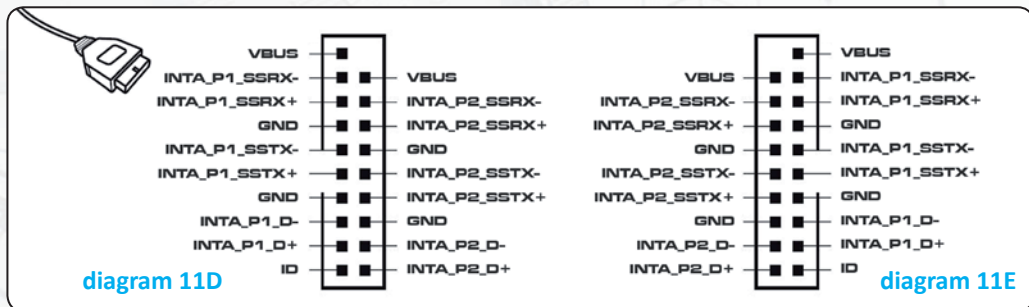 VBUS
INTA_P1_SSRX- VBUS
INTA_P1_SSRX+ INTA_P2_SSRX-
GND INTA_P2_SSRX+
INTA_P1_SSTX- GND
INTA_P1_SSTX+ INTA_P2_SSTX-
GND INTA_P2_SSTX+
INTA_P1_D- GND
INTA_P1_D+ INTA_P2_D-
ID INTA_P2_D+
diagram 11D
VBUS
VBUS INTA_P1_SSRX-
INTA_P2_SSRX- INTA_P1_SSRX+
INTA_P2_SSRX+ GND
GND INTA_P1_SSTX-
INTA_P2_SSTX- INTA_P1_SSTX+
INTA_P2_SSTX+ GND
GND INTA_P1_D-
INTA_P2_D- INTA_P1_D+
INTA_P2_D+ ID
diagram 11E